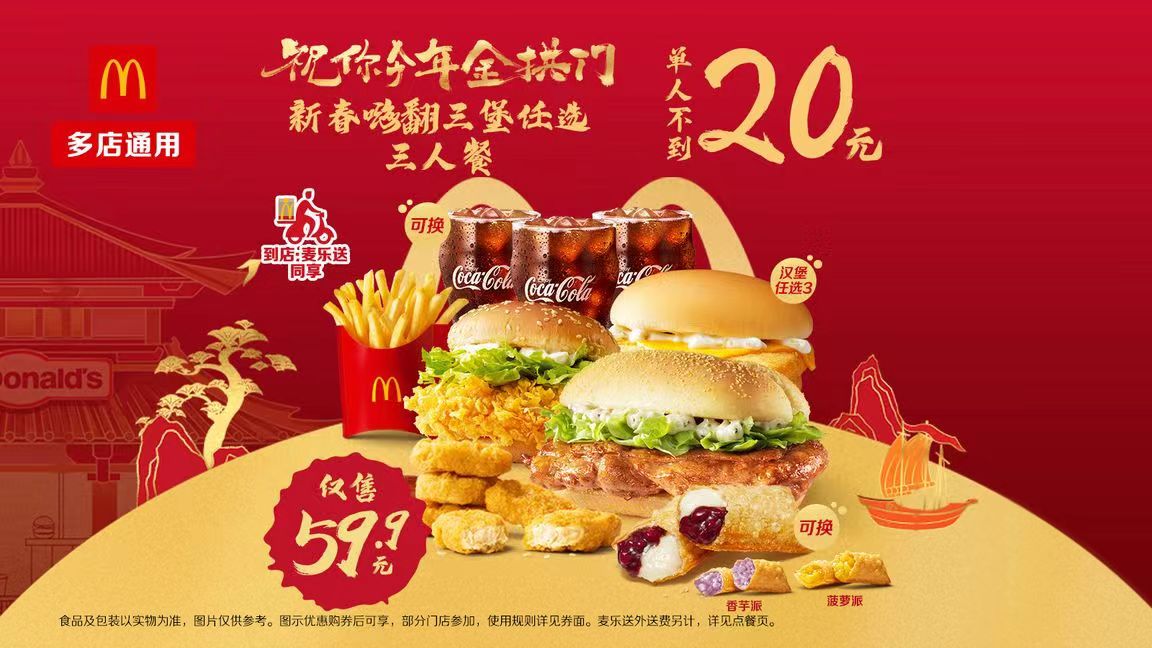 祝你今年金拱门
新春嗨翻三堡任选
三人餐
单人不到
20元
多店通用
到店·麦乐送
同享
可换
Coca-Cola
Coca-Cola
Coca-Cola
汉堡
任选3
onald's
仅售
59.9
元
可换
香芋派
菠萝派
食品及包装以实物为准，图片仅供参考。图示优惠购券后可享，部分门店参加，使用规则详见券面。麦乐送外送费另计，详见点餐页。